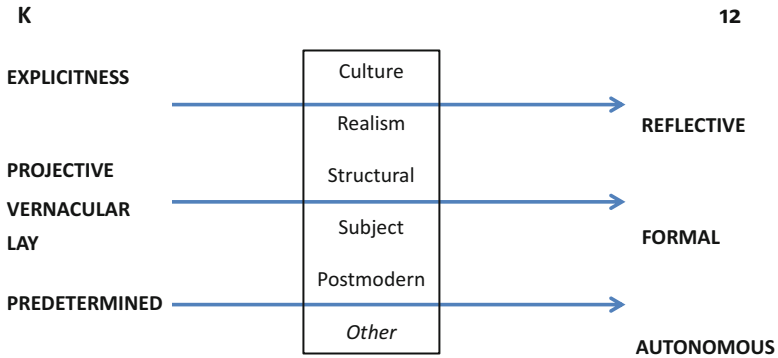 K
12
EXPLICITNESS
Culture
Realism
REFLECTIVE
PROJECTIVE
Structural
VERNACULAR
Subject
LAY
FORMAL
Postmodern
PREDETERMINED
Other
AUTONOMOUS